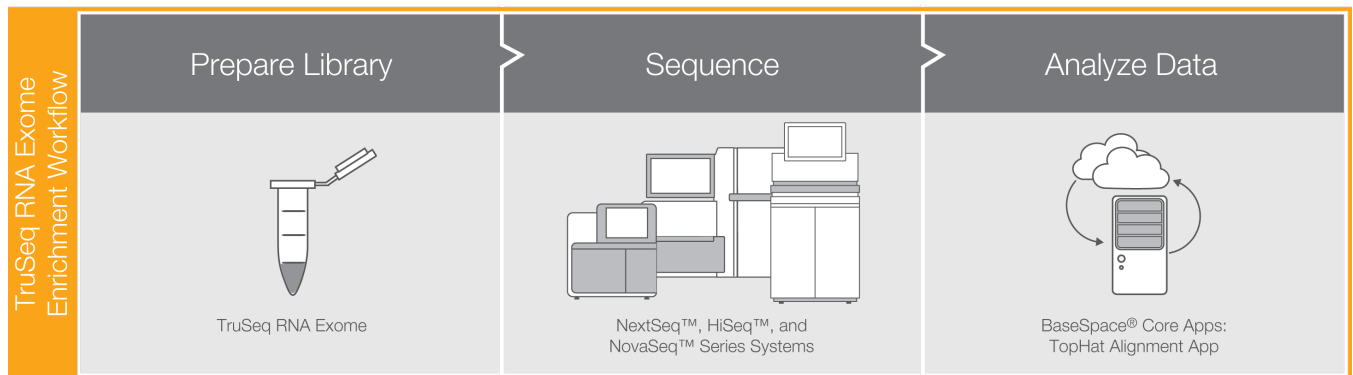 TruSeq RNA Exome
Enrichment Workflow
Prepare Library
Sequence
Analyze Data
TruSeq RNA Exome
NextSeq™, HiSeq™, and
NovaSeq™ Series Systems
BaseSpace® Core Apps:
TopHat Alignment App